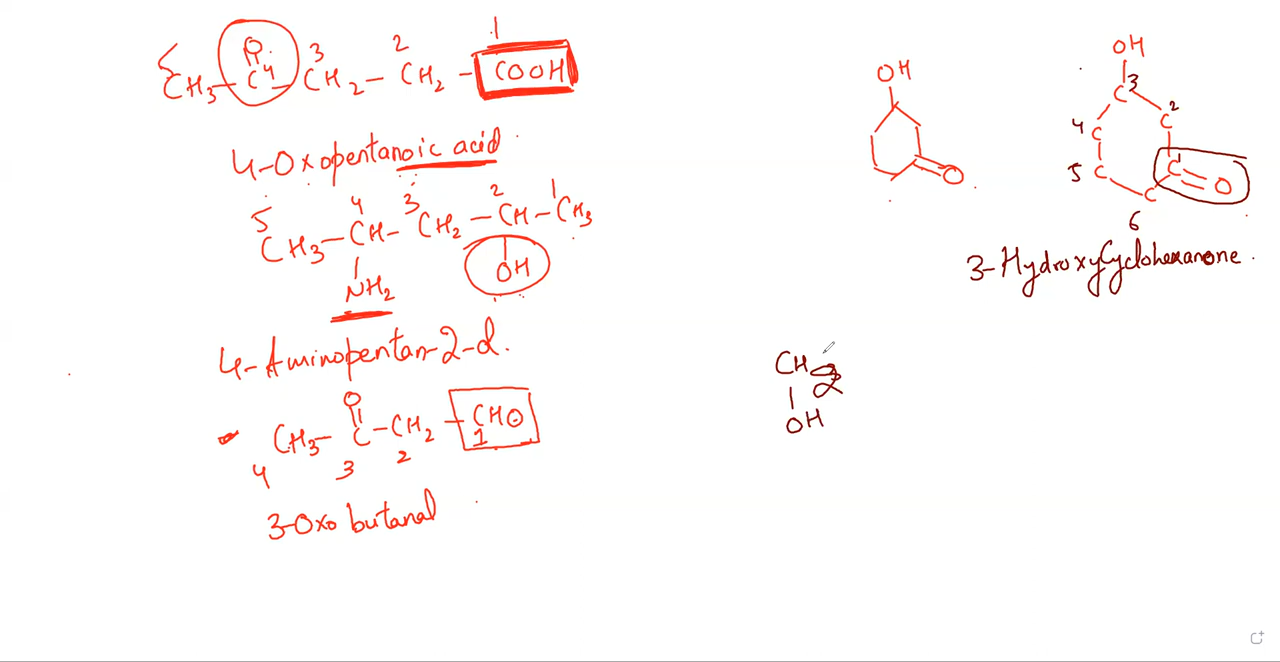 1
O
5 4 3 2
CH3 - C - CH2 - CH2 - COOH
4-Oxopentanoic acid
5 4 3 2 1
CH3 - CH - CH2 - CH - CH3
NH2 OH
4-Aminopentan-2-ol.
O
CH3 - C - CH2 - CHO
4 3 2 1
3-Oxo butanal
OH
O
OH
3
C
4 C C 2
5 C C 1 = O
C
6
3-Hydroxycyclohexanone.
CH2
OH